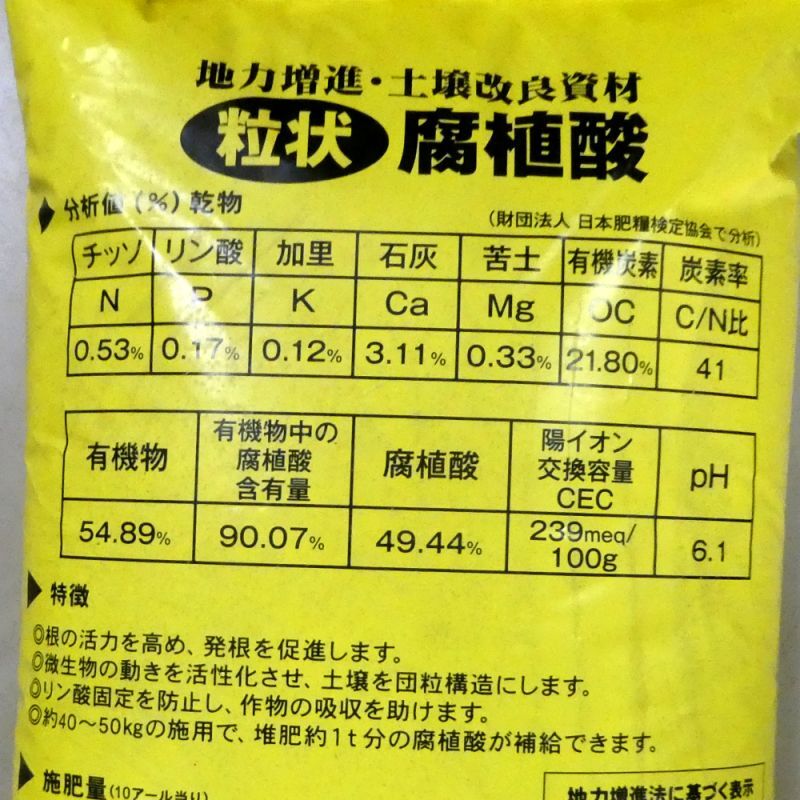 地力増進・土壌改良資材
粒状 腐植酸
分析値(%)乾物
(財団法人 日本肥糧検定協会で分析)
チッソ リン酸 加里 石灰 苦土 有機炭素 炭素率
N P K Ca Mg OC C/N比
0.53% 0.17% 0.12% 3.11% 0.33% 21.80% 41
有機物 有機物中の 腐植酸 含有量 腐植酸 陽イオン 交換容量 CEC pH
54.89% 90.07% 49.44% 239meq/ 100g 6.1
特徴
◎根の活力を高め、発根を促進します。
◎微生物の動きを活性化させ、土壌を団粒構造にします。
◎リン酸固定を防止し、作物の吸収を助けます。
◎約40〜50kgの施用で、堆肥約1t分の腐植酸が補給できます。
施肥量(10アール当り)
地力増進法に基づく表示